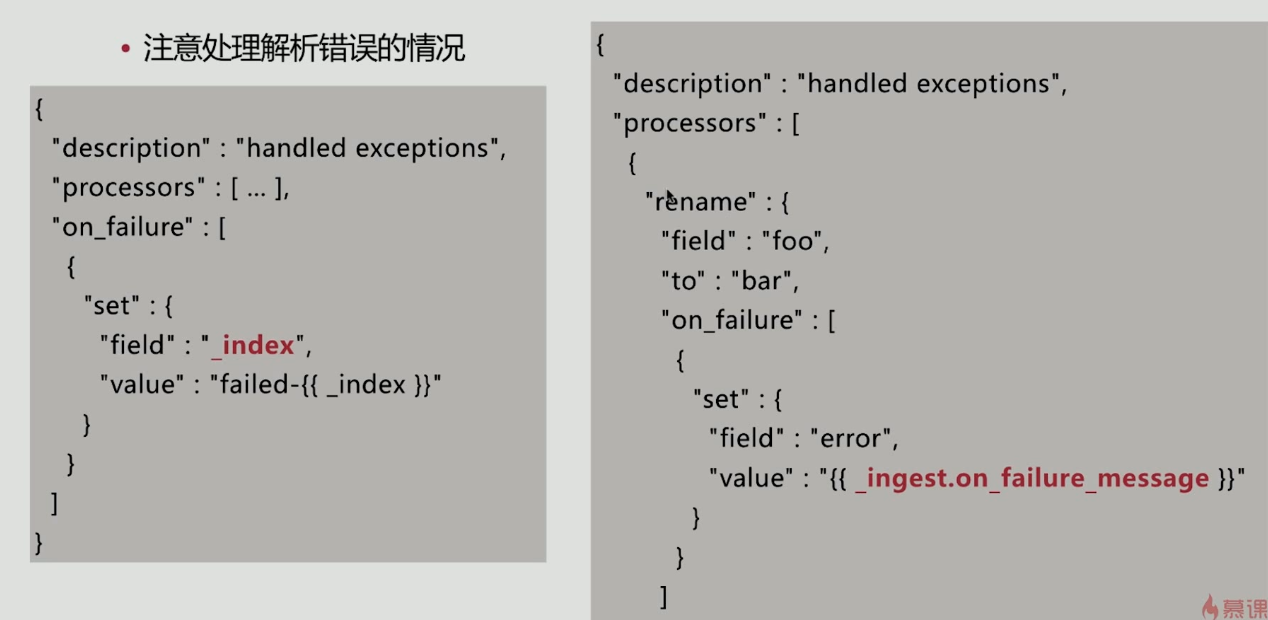 • 注意处理解析错误的情况
{
"description" : "handled exceptions",
"processors" : [ ... ],
"on_failure" : [
{
"set" : {
"field" : "_index",
"value" : "failed-{{ _index }}"
}
}
]
}
{
"description" : "handled exceptions",
"processors" : [
{
"rename" : {
"field" : "foo",
"to" : "bar",
"on_failure" : [
{
"set" : {
"field" : "error",
"value" : "{{ _ingest.on_failure_message }}"
}
}
]
慕课